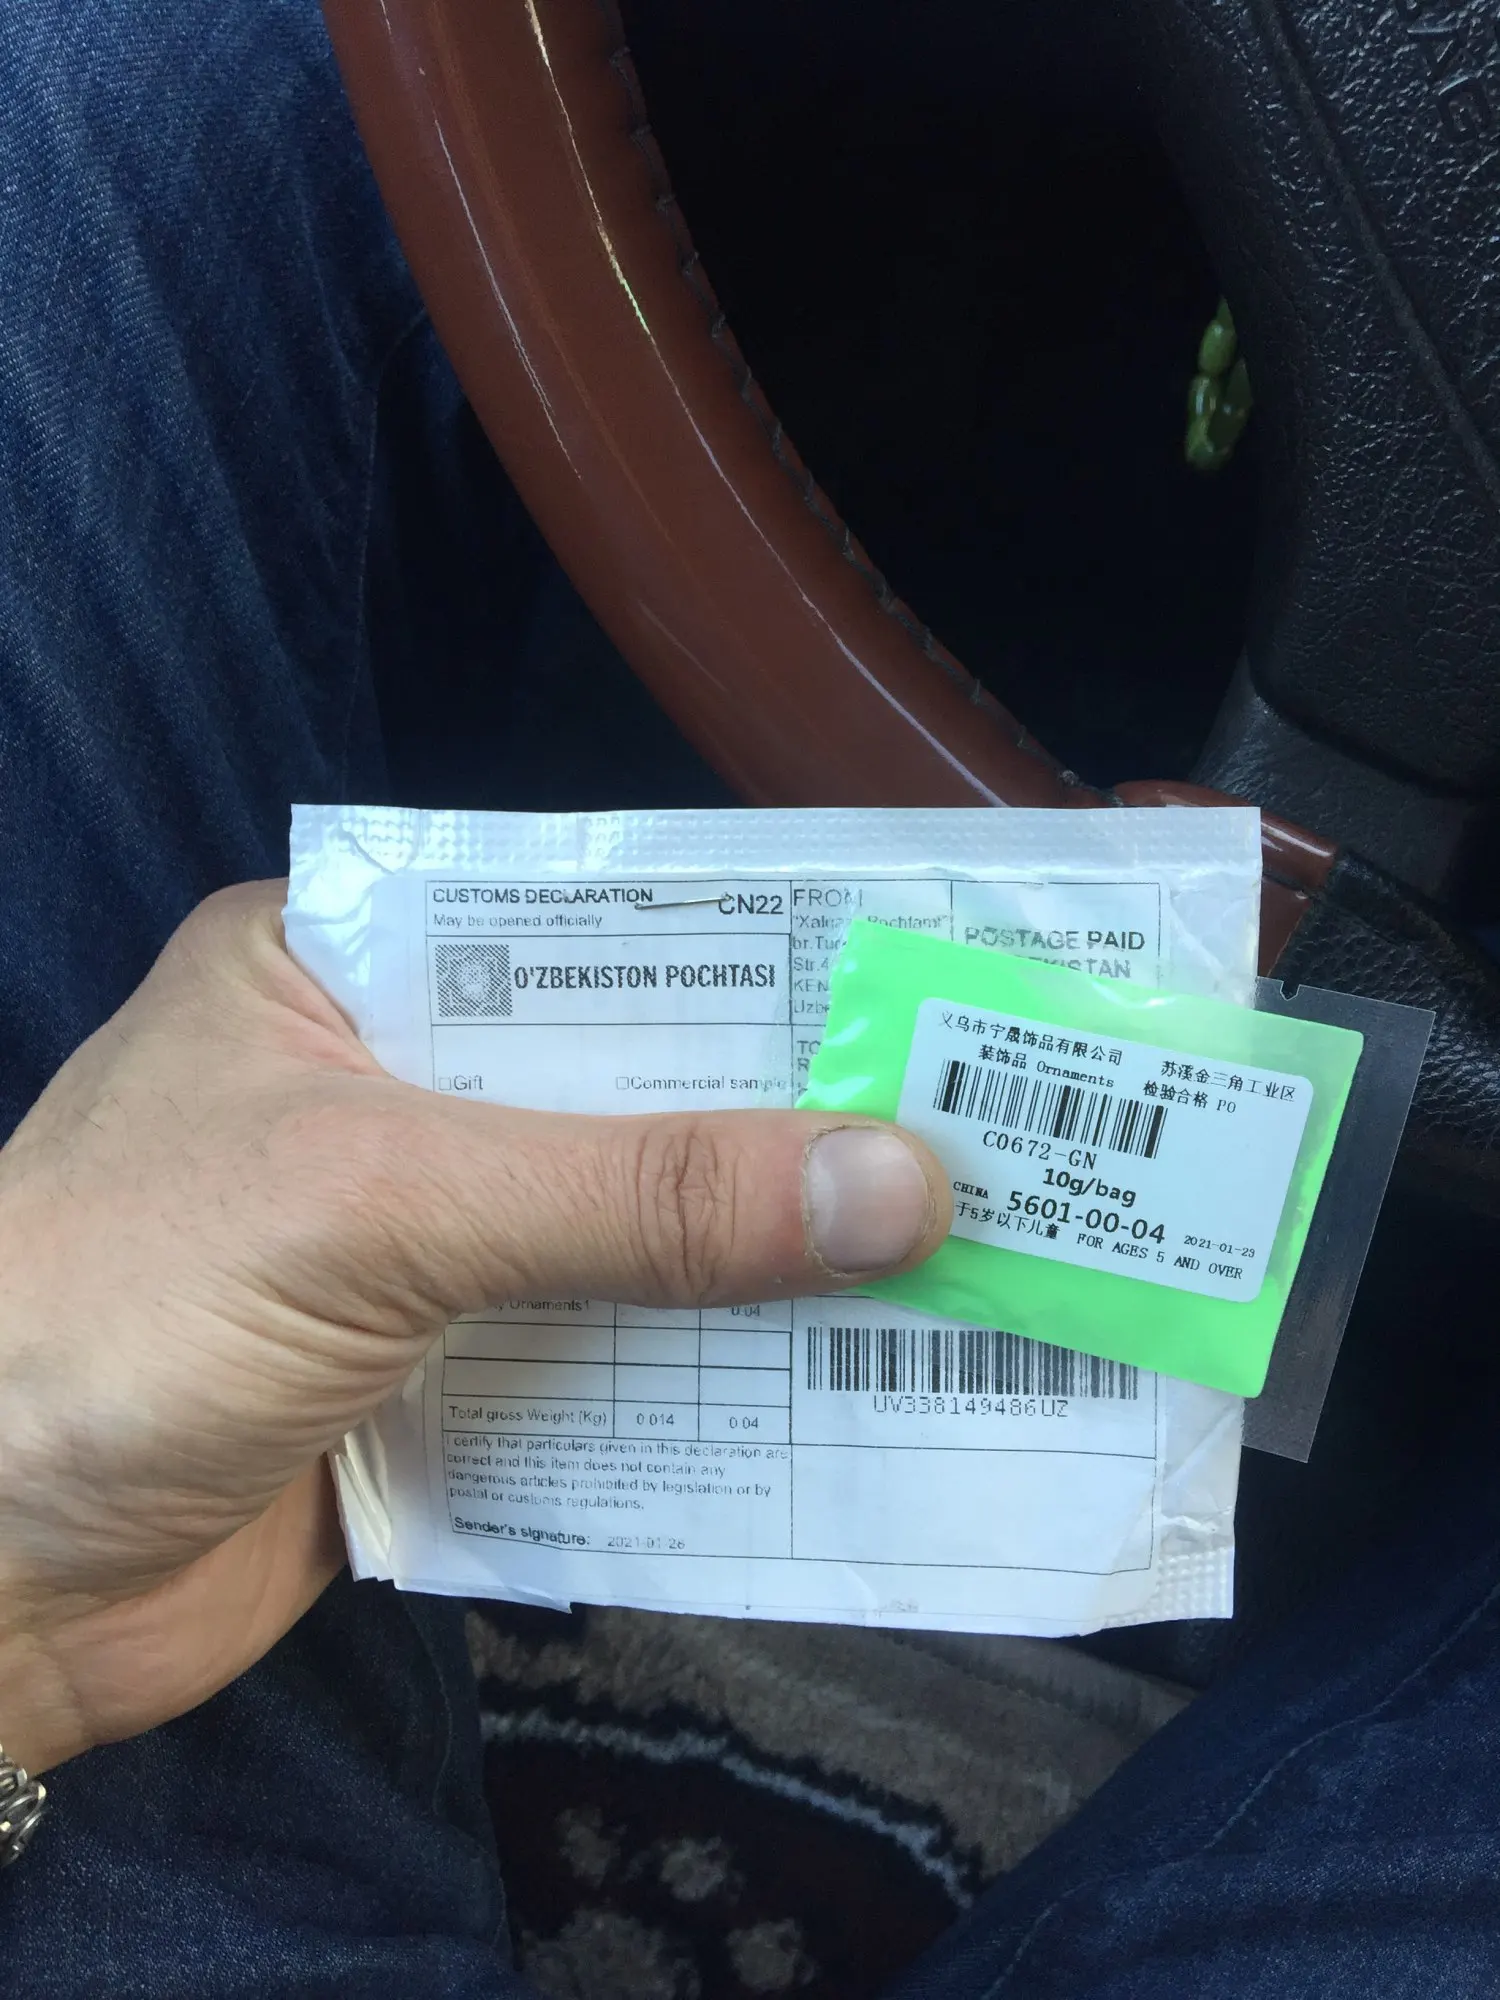 CUSTOMS DECLARATION
May be opened officially
CN22
O'ZBEKISTON POCHTASI
Gift
Commercial sample
Ornaments1
0.04
Total gross Weight (Kg)
0.014
0.04
I certify that particulars given in this declaration are
correct and this item does not contain any
dangerous articles prohibited by legislation or by
postal or customs regulations.
Sender's signature: 2021-01-26
FROM
Pochtamt"
Str.4
POSTAGE PAID
UV338149486UZ
义乌市宁晟饰品有限公司 苏溪金三角工业区
装饰品 Ornaments 检验合格 PO
C0672-GN
10g/bag
CHINA 5601-00-04 2021-01-23
于5岁以下儿童 FOR AGES 5 AND OVER